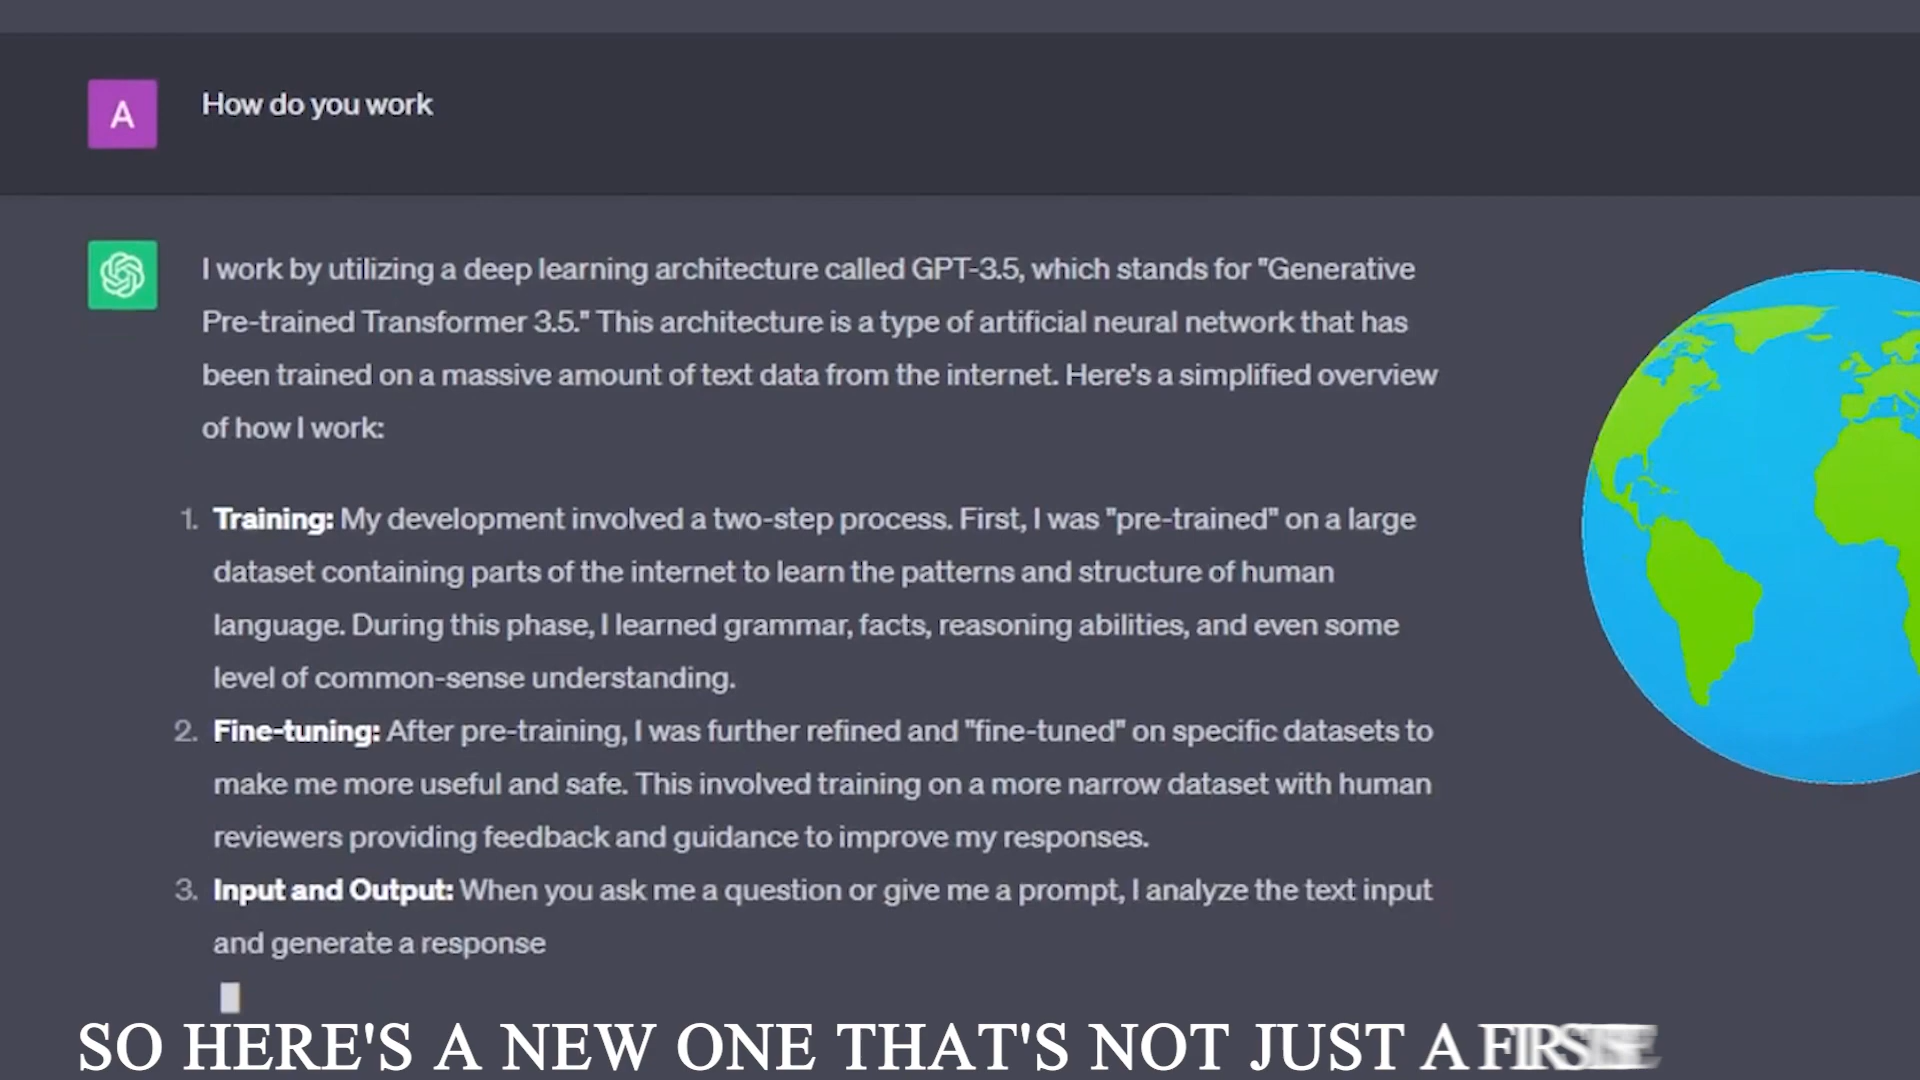 A
How do you work
I work by utilizing a deep learning architecture called GPT-3.5, which stands for "Generative
Pre-trained Transformer 3.5." This architecture is a type of artificial neural network that has
been trained on a massive amount of text data from the internet. Here's a simplified overview
of how I work:
1. Training: My development involved a two-step process. First, I was "pre-trained" on a large
dataset containing parts of the internet to learn the patterns and structure of human
language. During this phase, I learned grammar, facts, reasoning abilities, and even some
level of common-sense understanding.
2. Fine-tuning: After pre-training, I was further refined and "fine-tuned" on specific datasets to
make me more useful and safe. This involved training on a more narrow dataset with human
reviewers providing feedback and guidance to improve my responses.
3. Input and Output: When you ask me a question or give me a prompt, I analyze the text input
and generate a response
SO HERE'S A NEW ONE THAT'S NOT JUST A